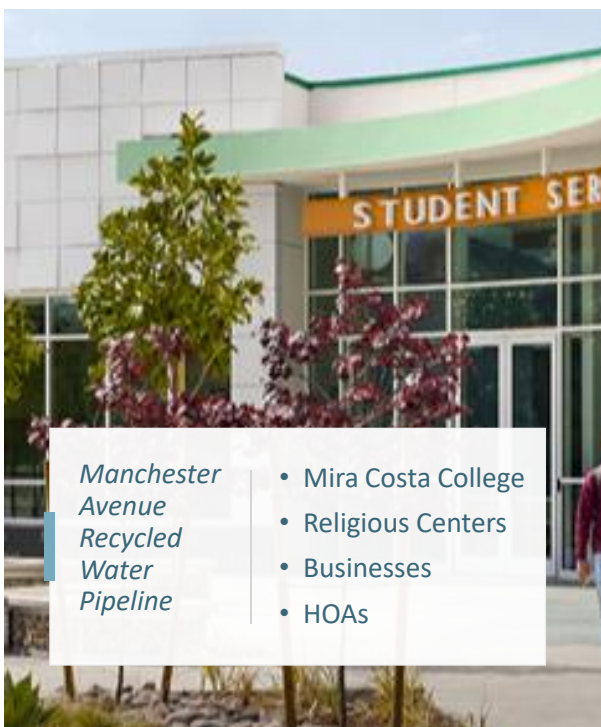 STUDENT SER
Manchester
Avenue
Recycled
Water
Pipeline
• Mira Costa College
• Religious Centers
• Businesses
• HOAs